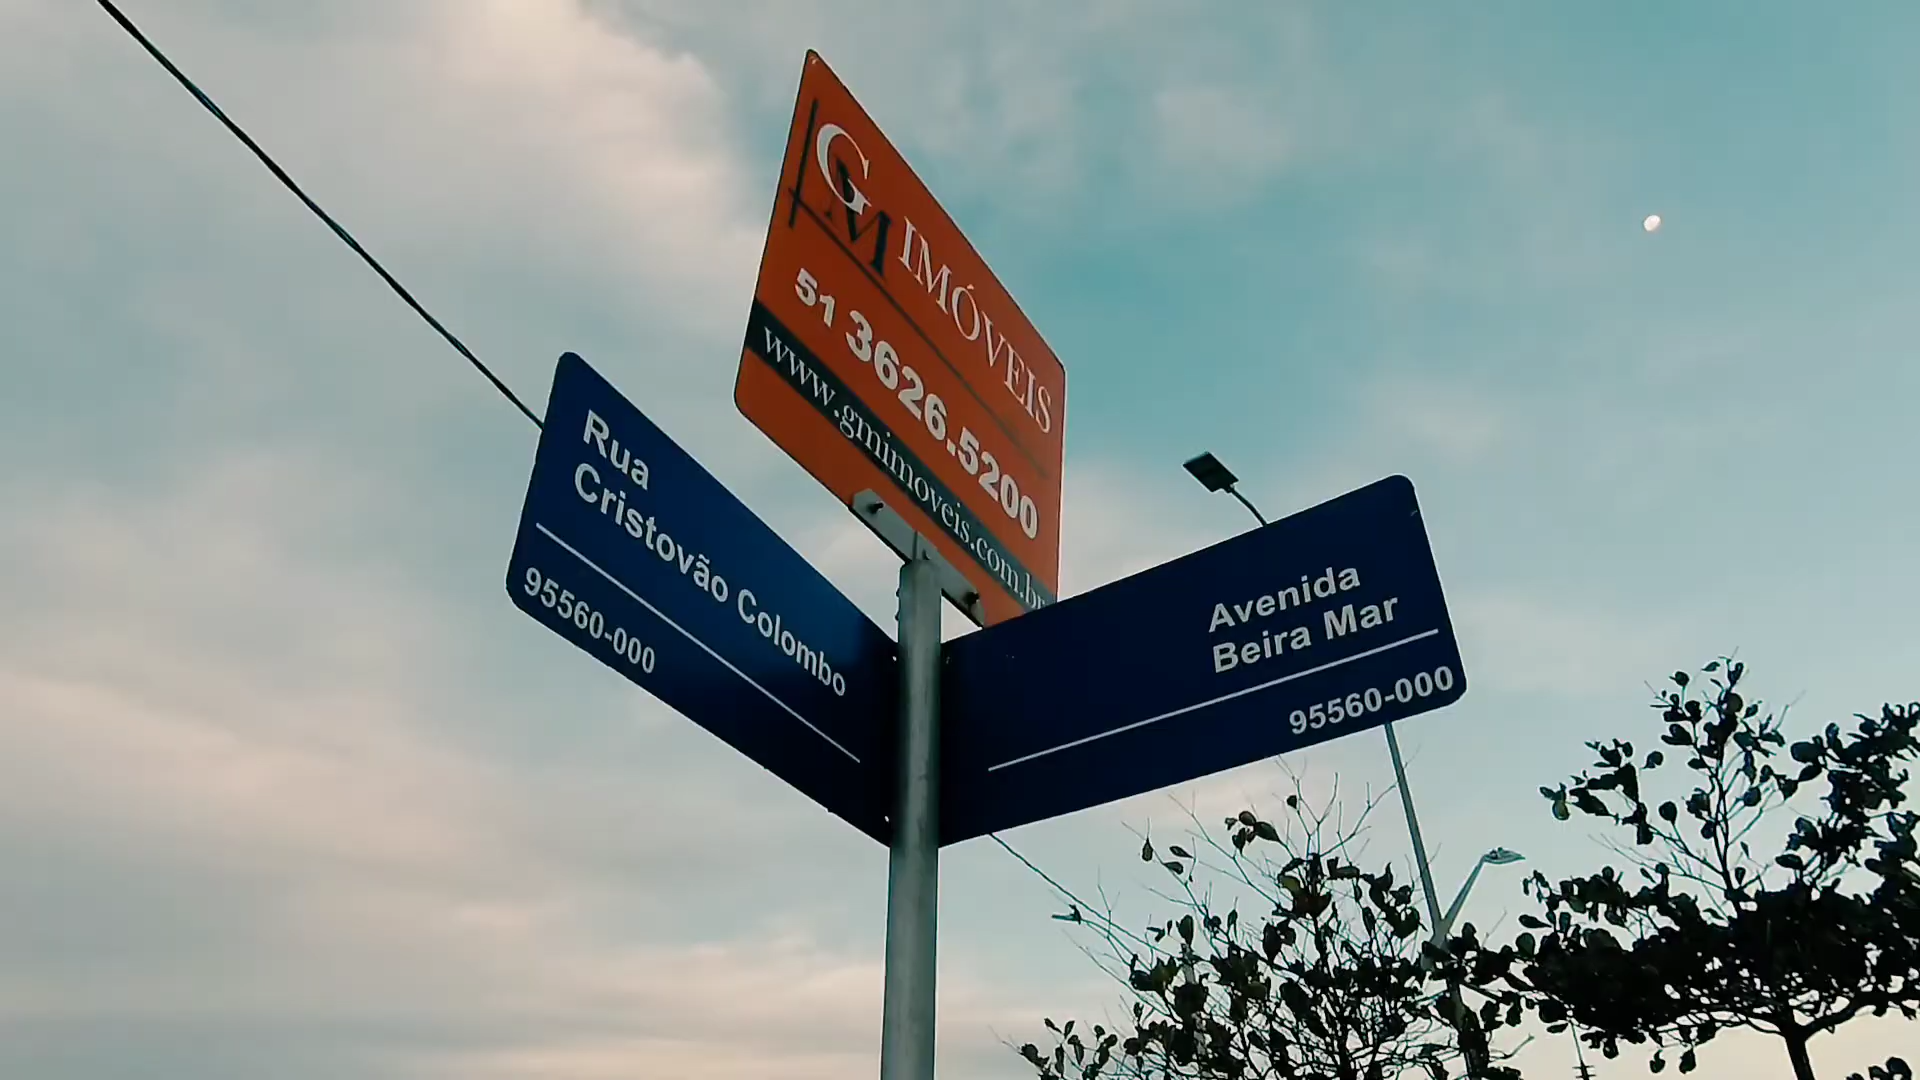 GM IMÓVEIS
51 3626.5200
www.gmimoveis.com.br
Rua
Cristovão Colombo
95560-000
Avenida
Beira Mar
95560-000